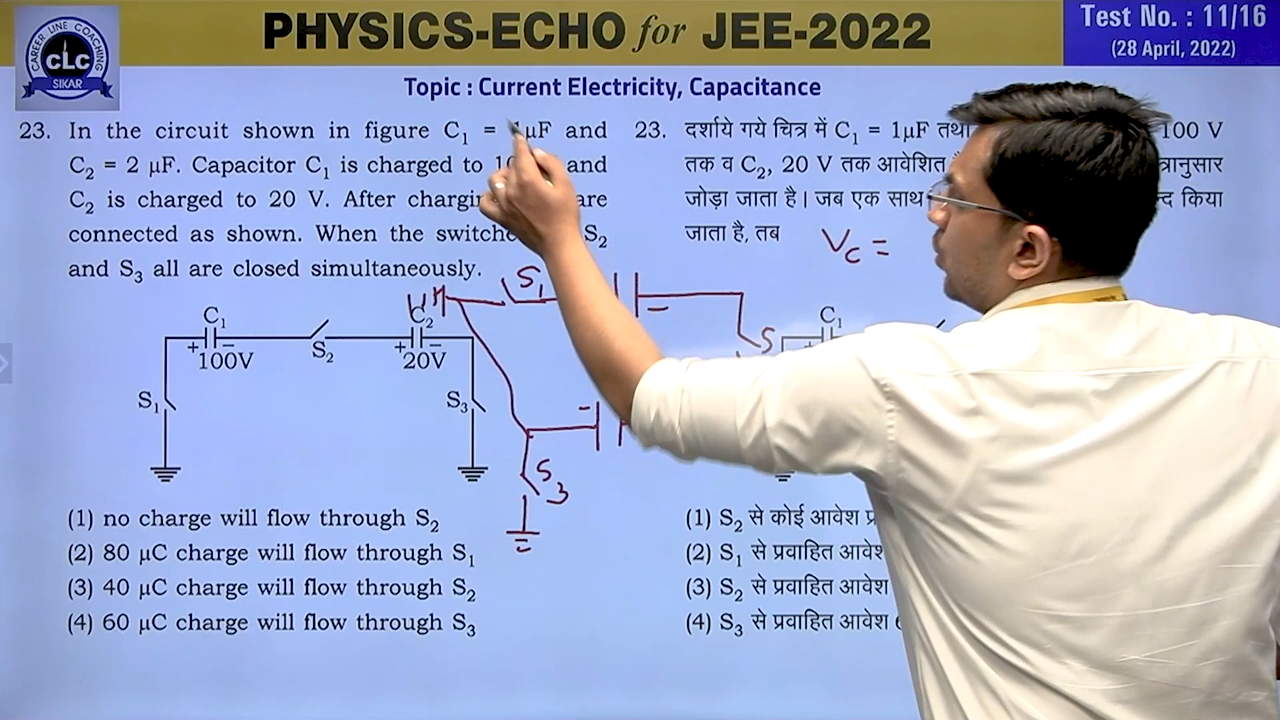 PHYSICS-ECHO for JEE-2022
Test No. : 11/16
(28 April, 2022)
CAREER LINE COACHING
CLC
SIKAR
Topic : Current Electricity, Capacitance
23. In the circuit shown in figure C₁ = 1μF and
C₂ = 2 μF. Capacitor C₁ is charged to and
C₂ is charged to 20 V. After are
connected as shown. When the S₂
and S₃ all are closed simultaneously.
C₁
+ −
100V
S₂
C₂
+ −
20V
S₁
S₃
(1) no charge will flow through S₂
(2) 80 μC charge will flow through S₁
(3) 40 μC charge will flow through S₂
(4) 60 μC charge will flow through S₃
23. दर्शाये गये चित्र में C₁ = 1μF तथा 100 V
तक व C₂, 20 V तक आवेशित
जोड़ा जाता है। जब एक साथ किया
जाता है, तब
V_C =
S₁
−
S
−
S₃
C₁
+
(1) S₂ से कोई आवेश
(2) S₁ से प्रवाहित आवेश
(3) S₂ से प्रवाहित आवेश
(4) S₃ से प्रवाहित आवेश